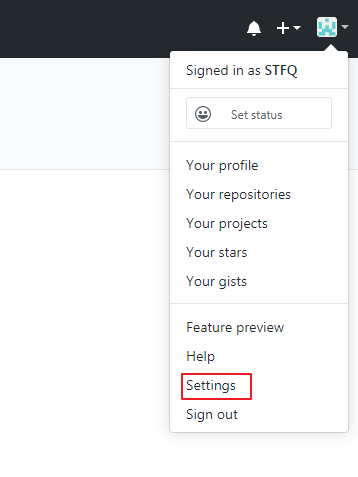 Signed in as STFQ
Set status
Your profile
Your repositories
Your projects
Your stars
Your gists
Feature preview
Help
Settings
Sign out